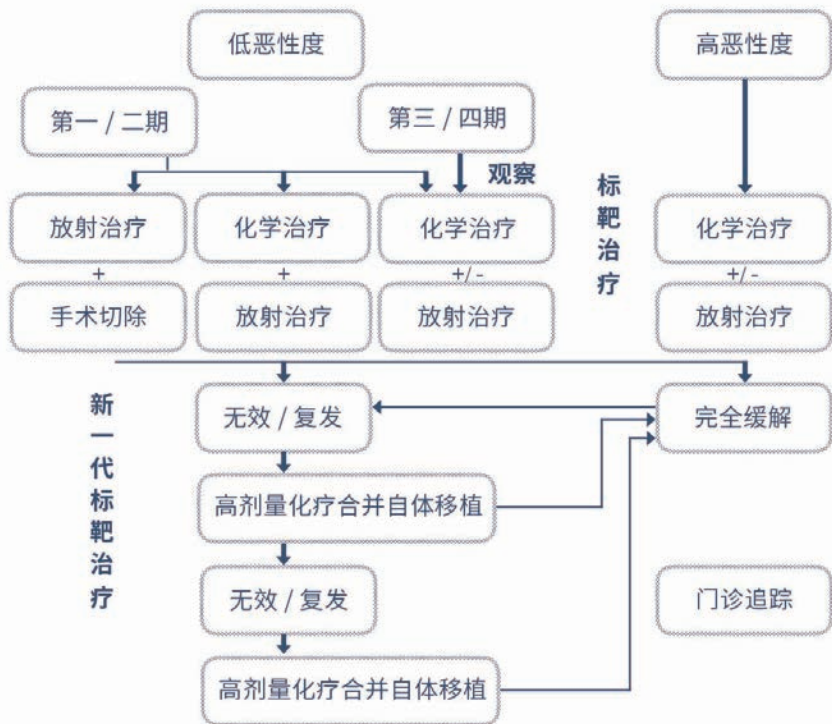 低恶性度
高恶性度
第一 / 二期
第三 / 四期
观察
标靶治疗
放射治疗
化学治疗
化学治疗
化学治疗
+
+
+/ -
+/ -
手术切除
放射治疗
放射治疗
放射治疗
新一代标靶治疗
无效 / 复发
完全缓解
高剂量化疗合并自体移植
无效 / 复发
门诊追踪
高剂量化疗合并自体移植